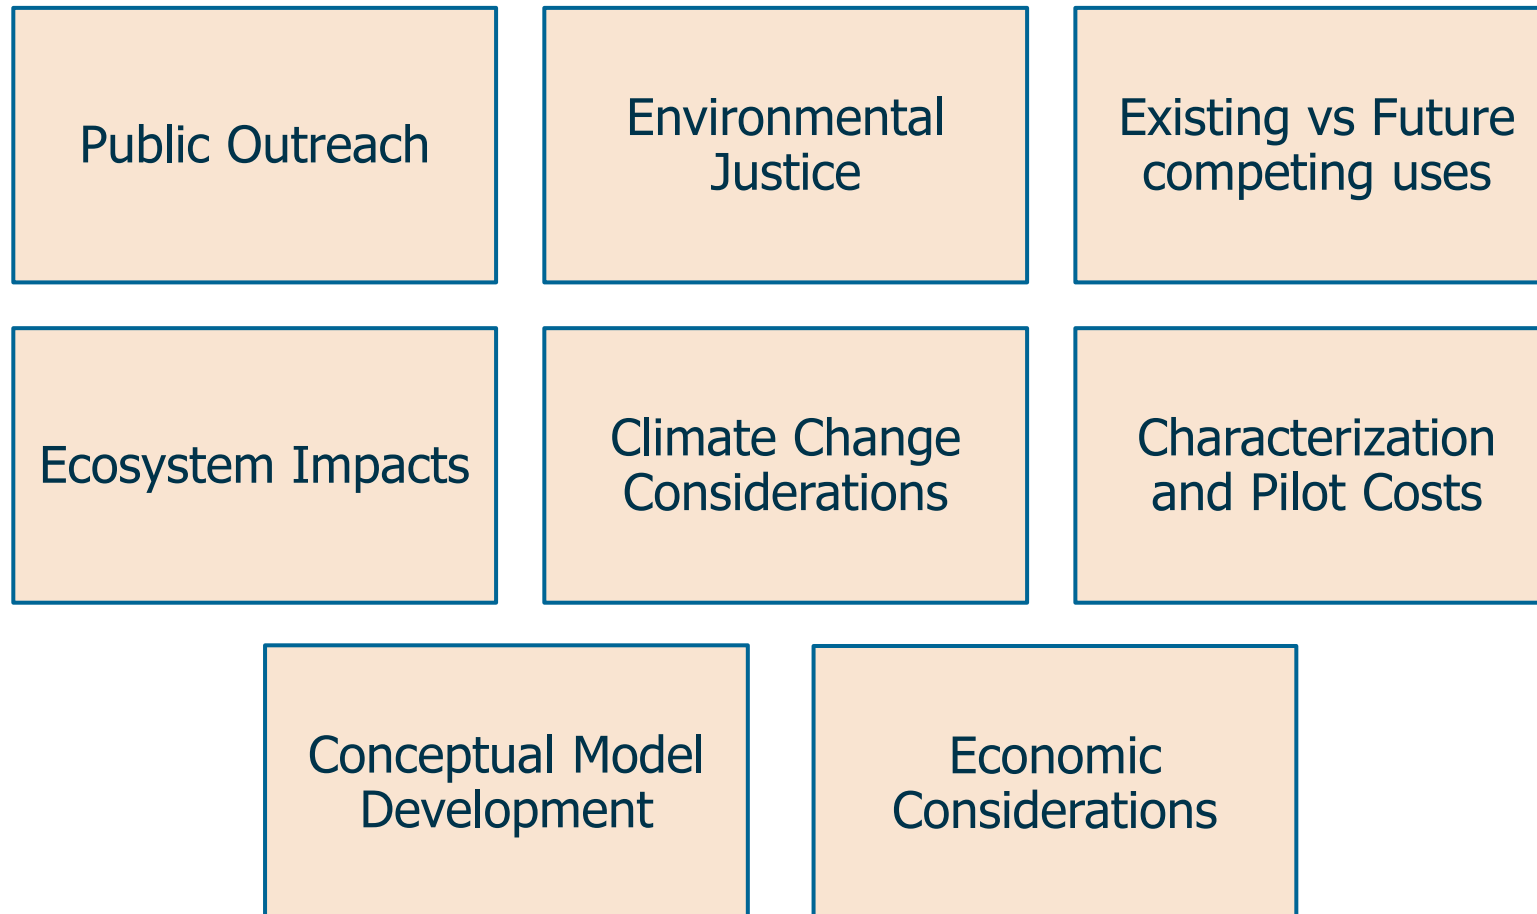 Public Outreach
Environmental
Justice
Existing vs Future
competing uses
Ecosystem Impacts
Climate Change
Considerations
Characterization
and Pilot Costs
Conceptual Model
Development
Economic
Considerations